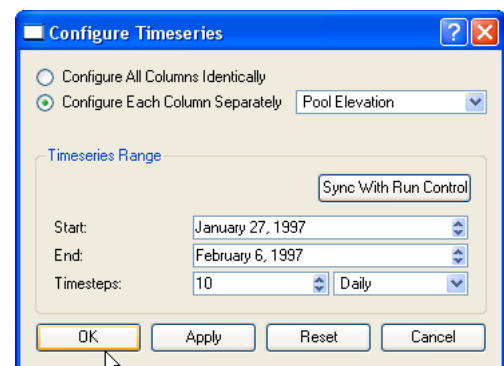 Configure Timeseries
Configure All Columns Identically
Configure Each Column Separately Pool Elevation
Timeseries Range
Sync With Run Control
Start: January 27, 1997
End: February 6, 1997
Timesteps: 10 Daily
OK Apply Reset Cancel